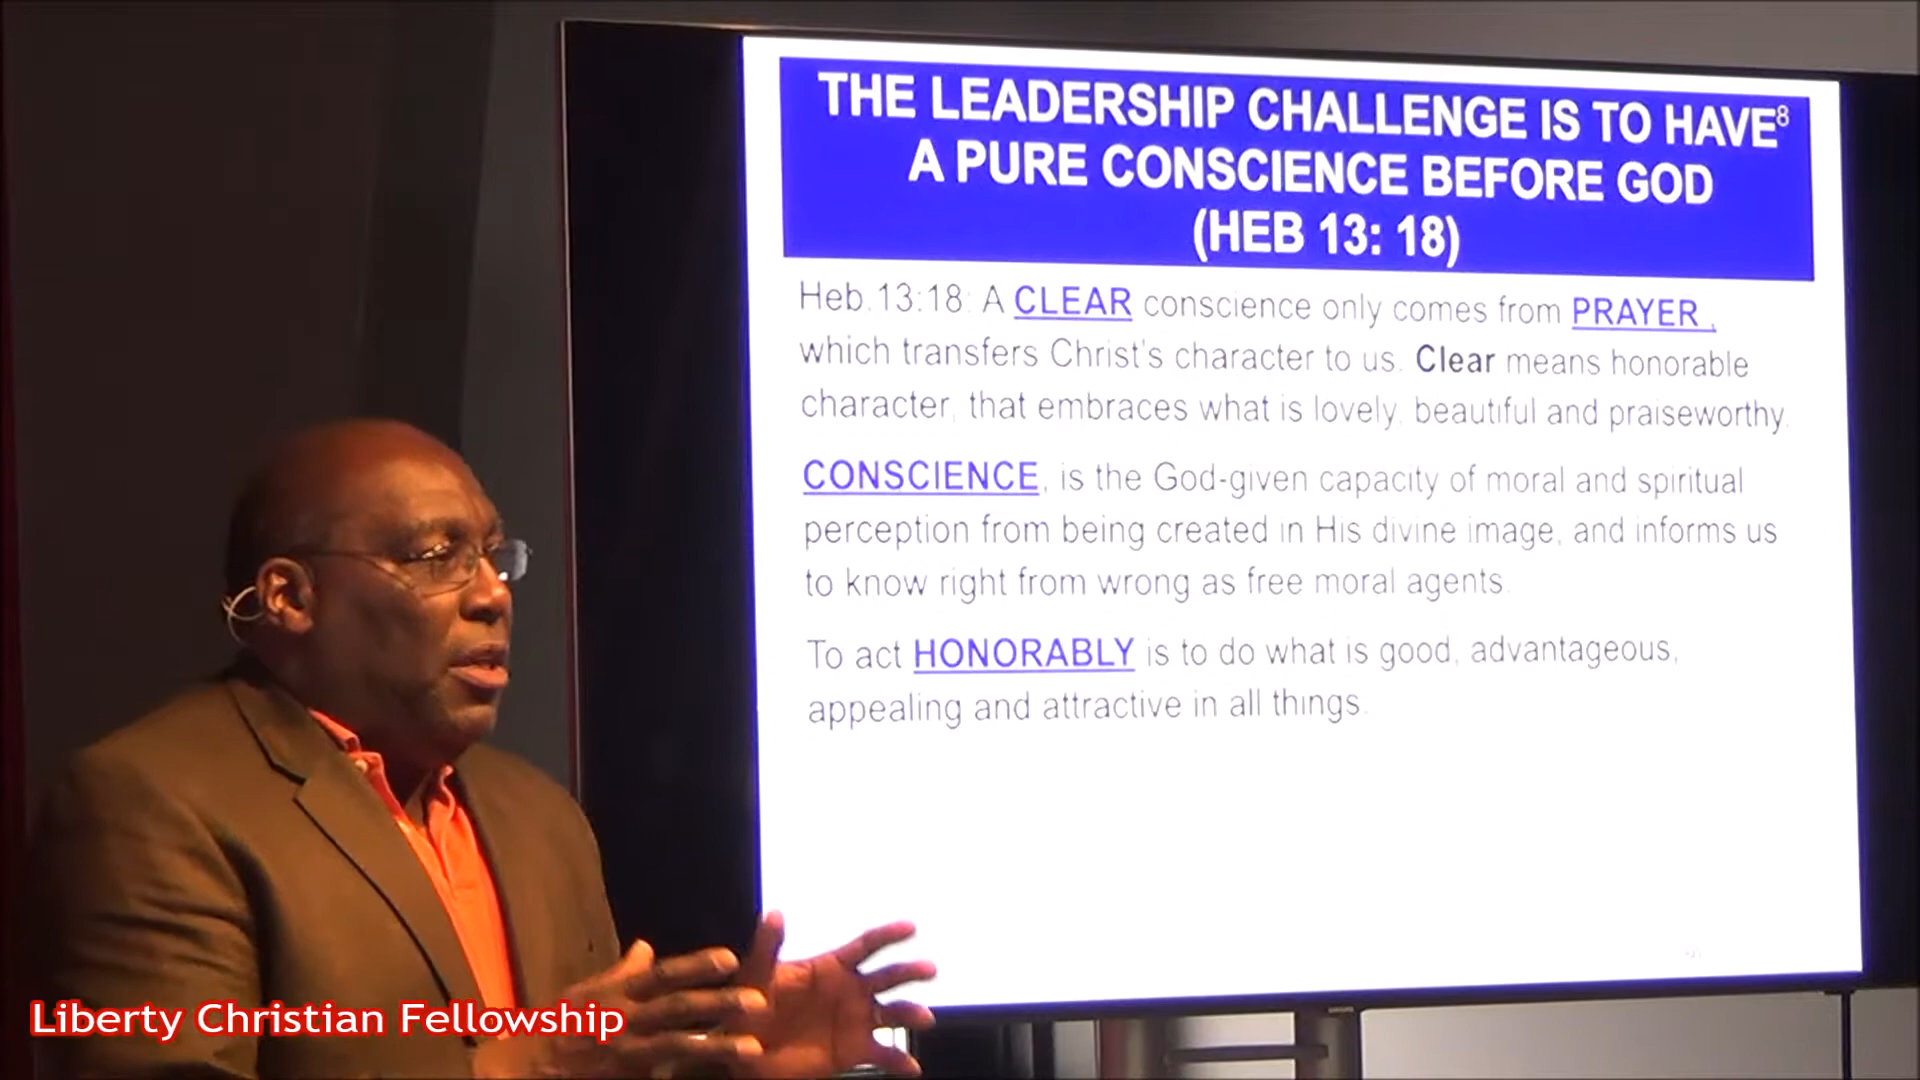 THE LEADERSHIP CHALLENGE IS TO HAVE8
A PURE CONSCIENCE BEFORE GOD
(HEB 13: 18)
Heb.13:18: A CLEAR conscience only comes from PRAYER ,
which transfers Christ's character to us. Clear means honorable
character, that embraces what is lovely, beautiful and praiseworthy.
CONSCIENCE, is the God-given capacity of moral and spiritual
perception from being created in His divine image, and informs us
to know right from wrong as free moral agents.
To act HONORABLY is to do what is good, advantageous,
appealing and attractive in all things.
Liberty Christian Fellowship